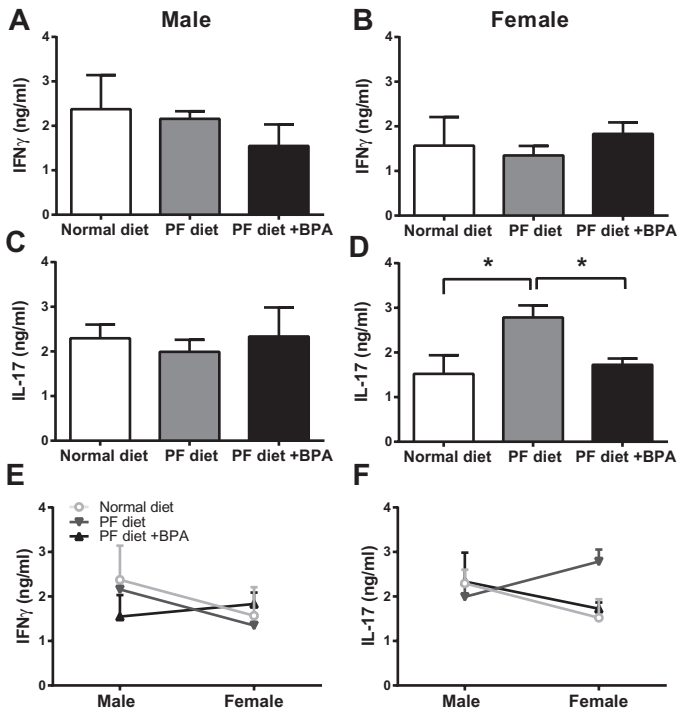 A Male
IFNγ (ng/ml)
4
3
2
1
0
Normal diet PF diet PF diet +BPA
B Female
IFNγ (ng/ml)
4
3
2
1
0
Normal diet PF diet PF diet +BPA
C
IL-17 (ng/ml)
4
3
2
1
0
Normal diet PF diet PF diet +BPA
D
* *
IL-17 (ng/ml)
4
3
2
1
0
Normal diet PF diet PF diet +BPA
E
Normal diet
PF diet
PF diet +BPA
IFNγ (ng/ml)
4
3
2
1
0
Male Female
F
IL-17 (ng/ml)
4
3
2
1
0
Male Female